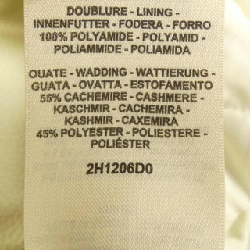 DOUBLURE - LINING -
INNENFUTTER - FODERA - FORRO
100% POLYAMIDE - POLYAMID -
POLIAMMIDE - POLIAMIDA
OUATE - WADDING - WATTIERUNG -
GUATA - OVATTA - ESTOFAMENTO
55% CACHEMIRE - CASHMERE -
KASCHMIR - CACHEMIRA -
KASHMIR - CAXEMIRA
45% POLYESTER - POLIESTERE -
POLIÉSTER
2H1206D0